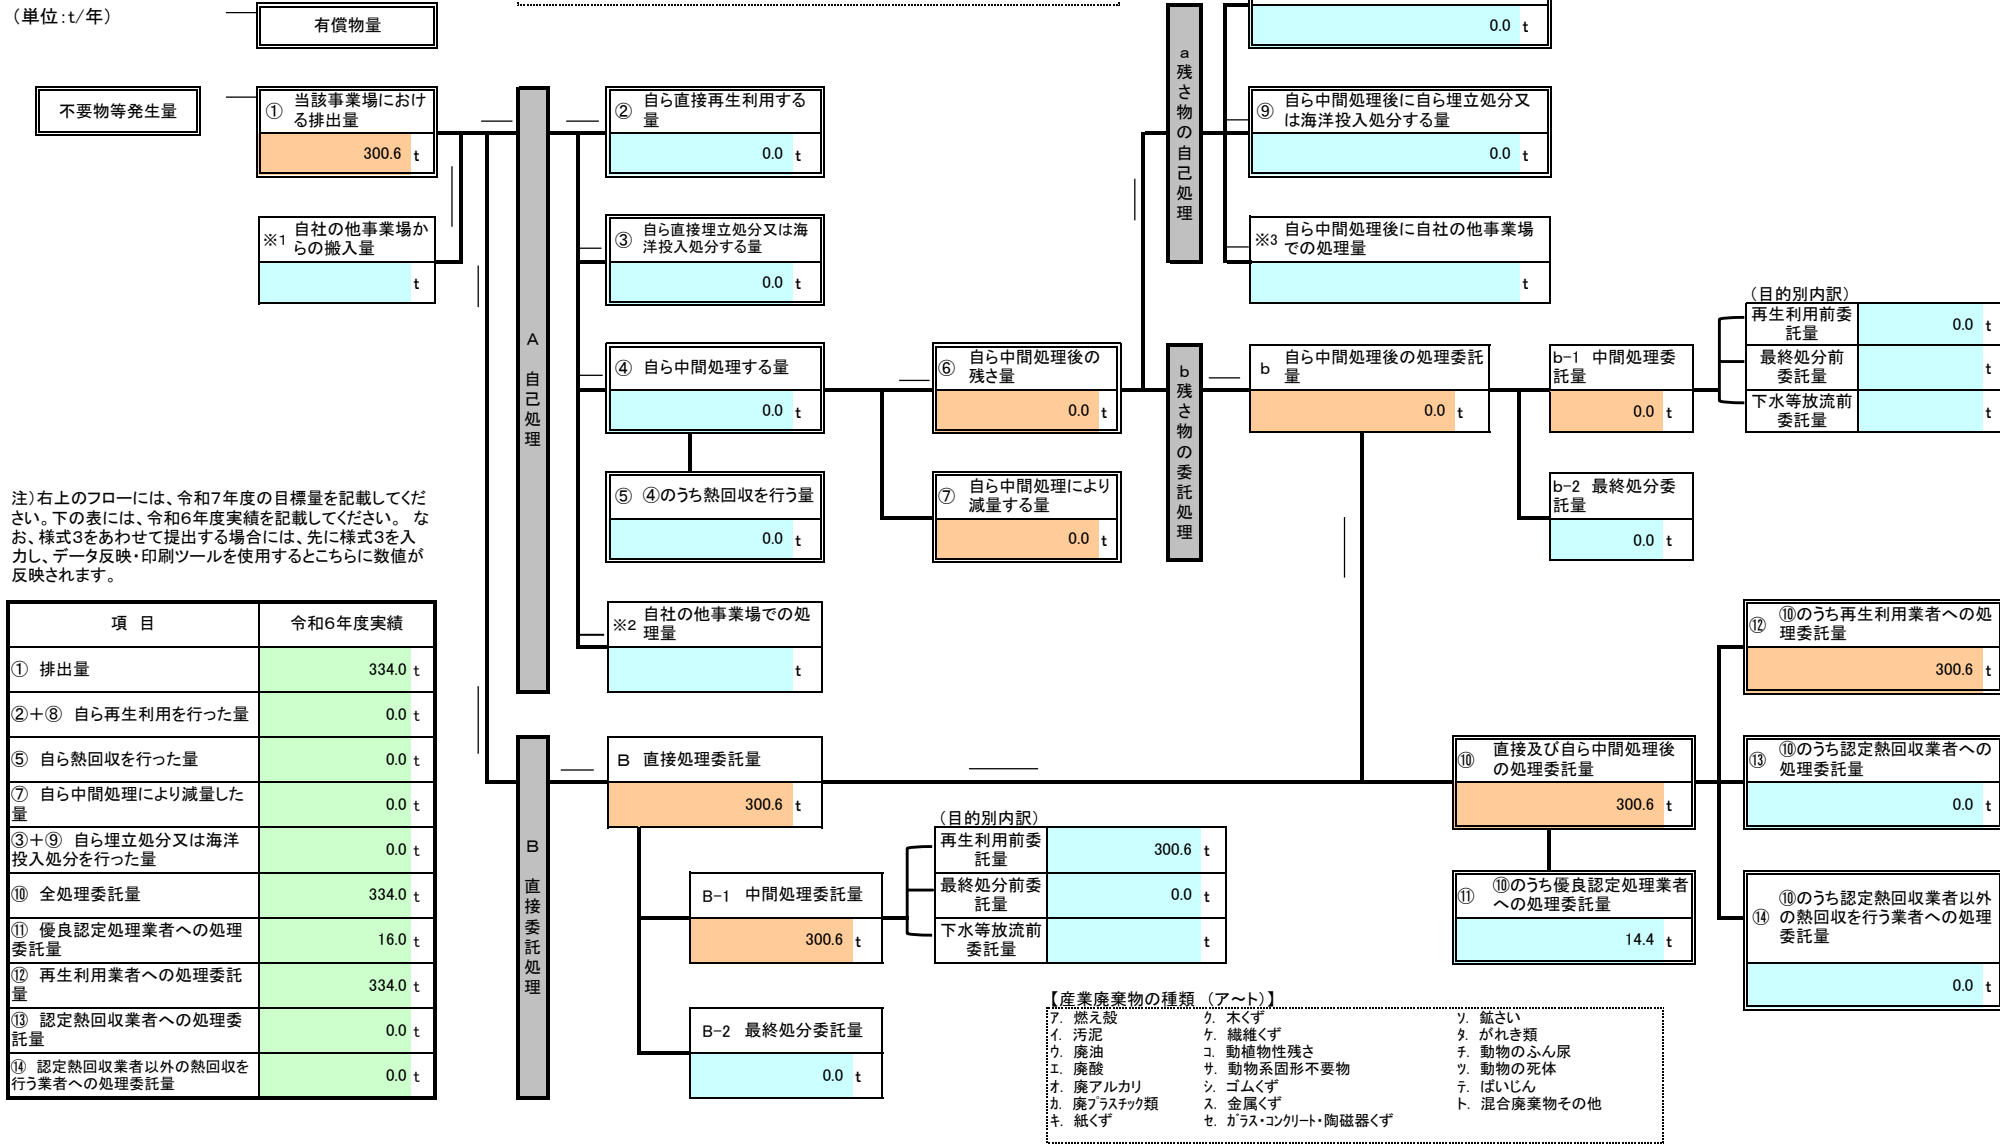 （単位:t/年）
有償物量
0.0 t
不要物等発生量
① 当該事業場におけ
る排出量
300.6 t
※1 自社の他事業場か
らの搬入量
t
A 自己処理
② 自ら直接再生利用する
量
0.0 t
③ 自ら直接埋立処分又は海
洋投入処分する量
0.0 t
④ 自ら中間処理する量
0.0 t
⑤ ④のうち熱回収を行う量
0.0 t
※2 自社の他事業場での処
理量
t
⑥ 自ら中間処理後の
残さ量
0.0 t
⑦ 自ら中間処理により
減量する量
0.0 t
a残さ物の自己処理
⑨ 自ら中間処理後に自ら埋立処分又
は海洋投入処分する量
0.0 t
※3 自ら中間処理後に自社の他事業場
での処理量
t
b残さ物の委託処理
b 自ら中間処理後の処理委託
量
0.0 t
b-1 中間処理委
託量
0.0 t
b-2 最終処分委
託量
0.0 t
（目的別内訳）
再生利用前委
託量
0.0 t
最終処分前
委託量
t
下水等放流前
委託量
t
注）右上のフローには、令和7年度の目標量を記載してくだ
さい。下の表には、令和6年度実績を記載してください。 な
お、様式3をあわせて提出する場合には、先に様式3を入
力し、データ反映・印刷ツールを使用するとこちらに数値が
反映されます。
項 目 令和6年度実績
① 排出量 334.0 t
②＋⑧ 自ら再生利用を行った量 0.0 t
⑤ 自ら熱回収を行った量 0.0 t
⑦ 自ら中間処理により減量した
量 0.0 t
③＋⑨ 自ら埋立処分又は海洋
投入処分を行った量 0.0 t
⑩ 全処理委託量 334.0 t
⑪ 優良認定処理業者への処理
委託量 16.0 t
⑫ 再生利用業者への処理委託
量 334.0 t
⑬ 認定熱回収業者への処理委
託量 0.0 t
⑭ 認定熱回収業者以外の熱回収を
行う業者への処理委託量 0.0 t
B 直接委託処理
B 直接処理委託量
300.6 t
B-1 中間処理委託量
300.6 t
B-2 最終処分委託量
0.0 t
（目的別内訳）
再生利用前委
託量
300.6 t
最終処分前委
託量
0.0 t
下水等放流前
委託量
t
⑩ 直接及び自ら中間処理後
の処理委託量
300.6 t
⑪ ⑩のうち優良認定処理業者
への処理委託量
14.4 t
⑫ ⑩のうち再生利用業者への処
理委託量
300.6 t
⑬ ⑩のうち認定熱回収業者への
処理委託量
0.0 t
⑭ ⑩のうち認定熱回収業者以外
の熱回収を行う業者への処理
委託量
0.0 t
【産業廃棄物の種類 （ア～ト）】
ア. 燃え殻
イ. 汚泥
ウ. 廃油
エ. 廃酸
オ. 廃アルカリ
カ. 廃プラスチック類
キ. 紙くず
ク. 木くず
ケ. 繊維くず
コ. 動植物性残さ
サ. 動物系固形不要物
シ. ゴムくず
ス. 金属くず
セ. ガラス・コンクリート・陶磁器くず
ソ. 鉱さい
タ. がれき類
チ. 動物のふん尿
ツ. 動物の死体
テ. ばいじん
ト. 混合廃棄物その他